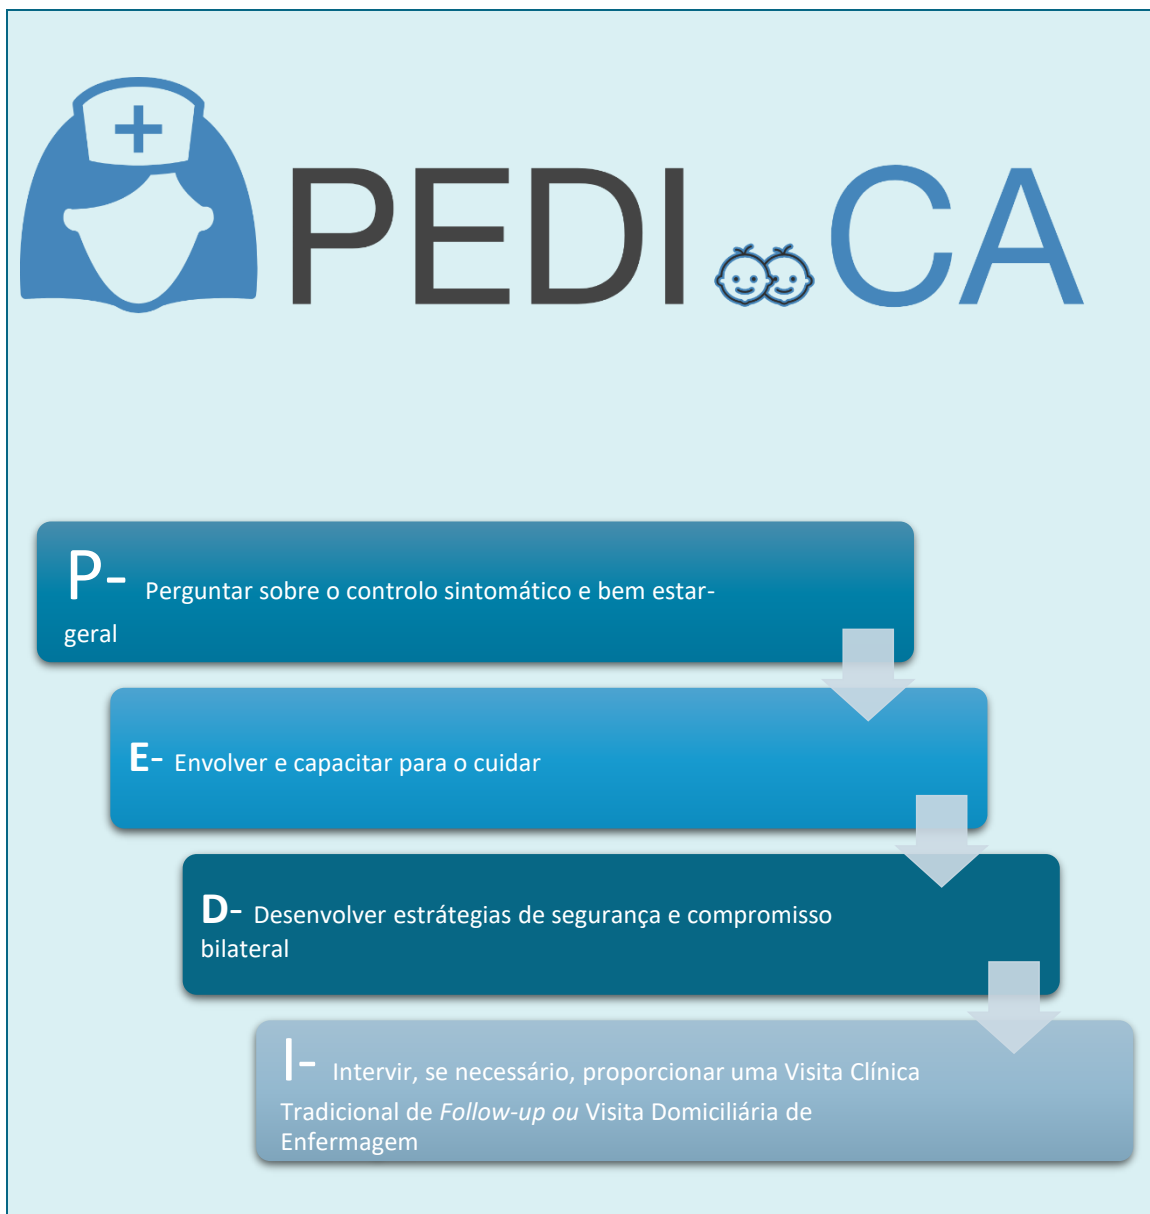 PEDI CA
P- Perguntar sobre o controlo sintomático e bem estar-
geral
E- Envolver e capacitar para o cuidar
D- Desenvolver estrátegias de segurança e compromisso
bilateral
I- Intervir, se necessário, proporcionar uma Visita Clínica
Tradicional de Follow-up ou Visita Domiciliária de
Enfermagem